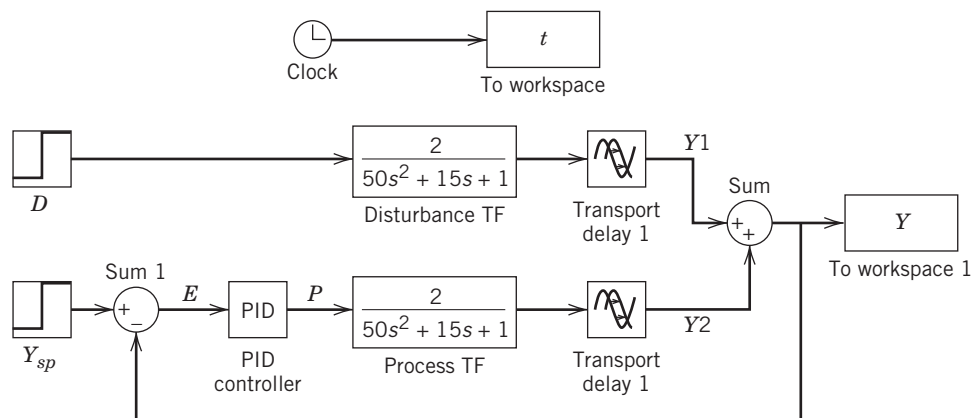 t
Clock
To workspace
D
2
50s² + 15s + 1
Disturbance TF
Transport
delay 1
Y1
Sum
+
+
Y
To workspace 1
Sum 1
Y_sp
+
−
E
PID
PID
controller
P
2
50s² + 15s + 1
Process TF
Transport
delay 1
Y2